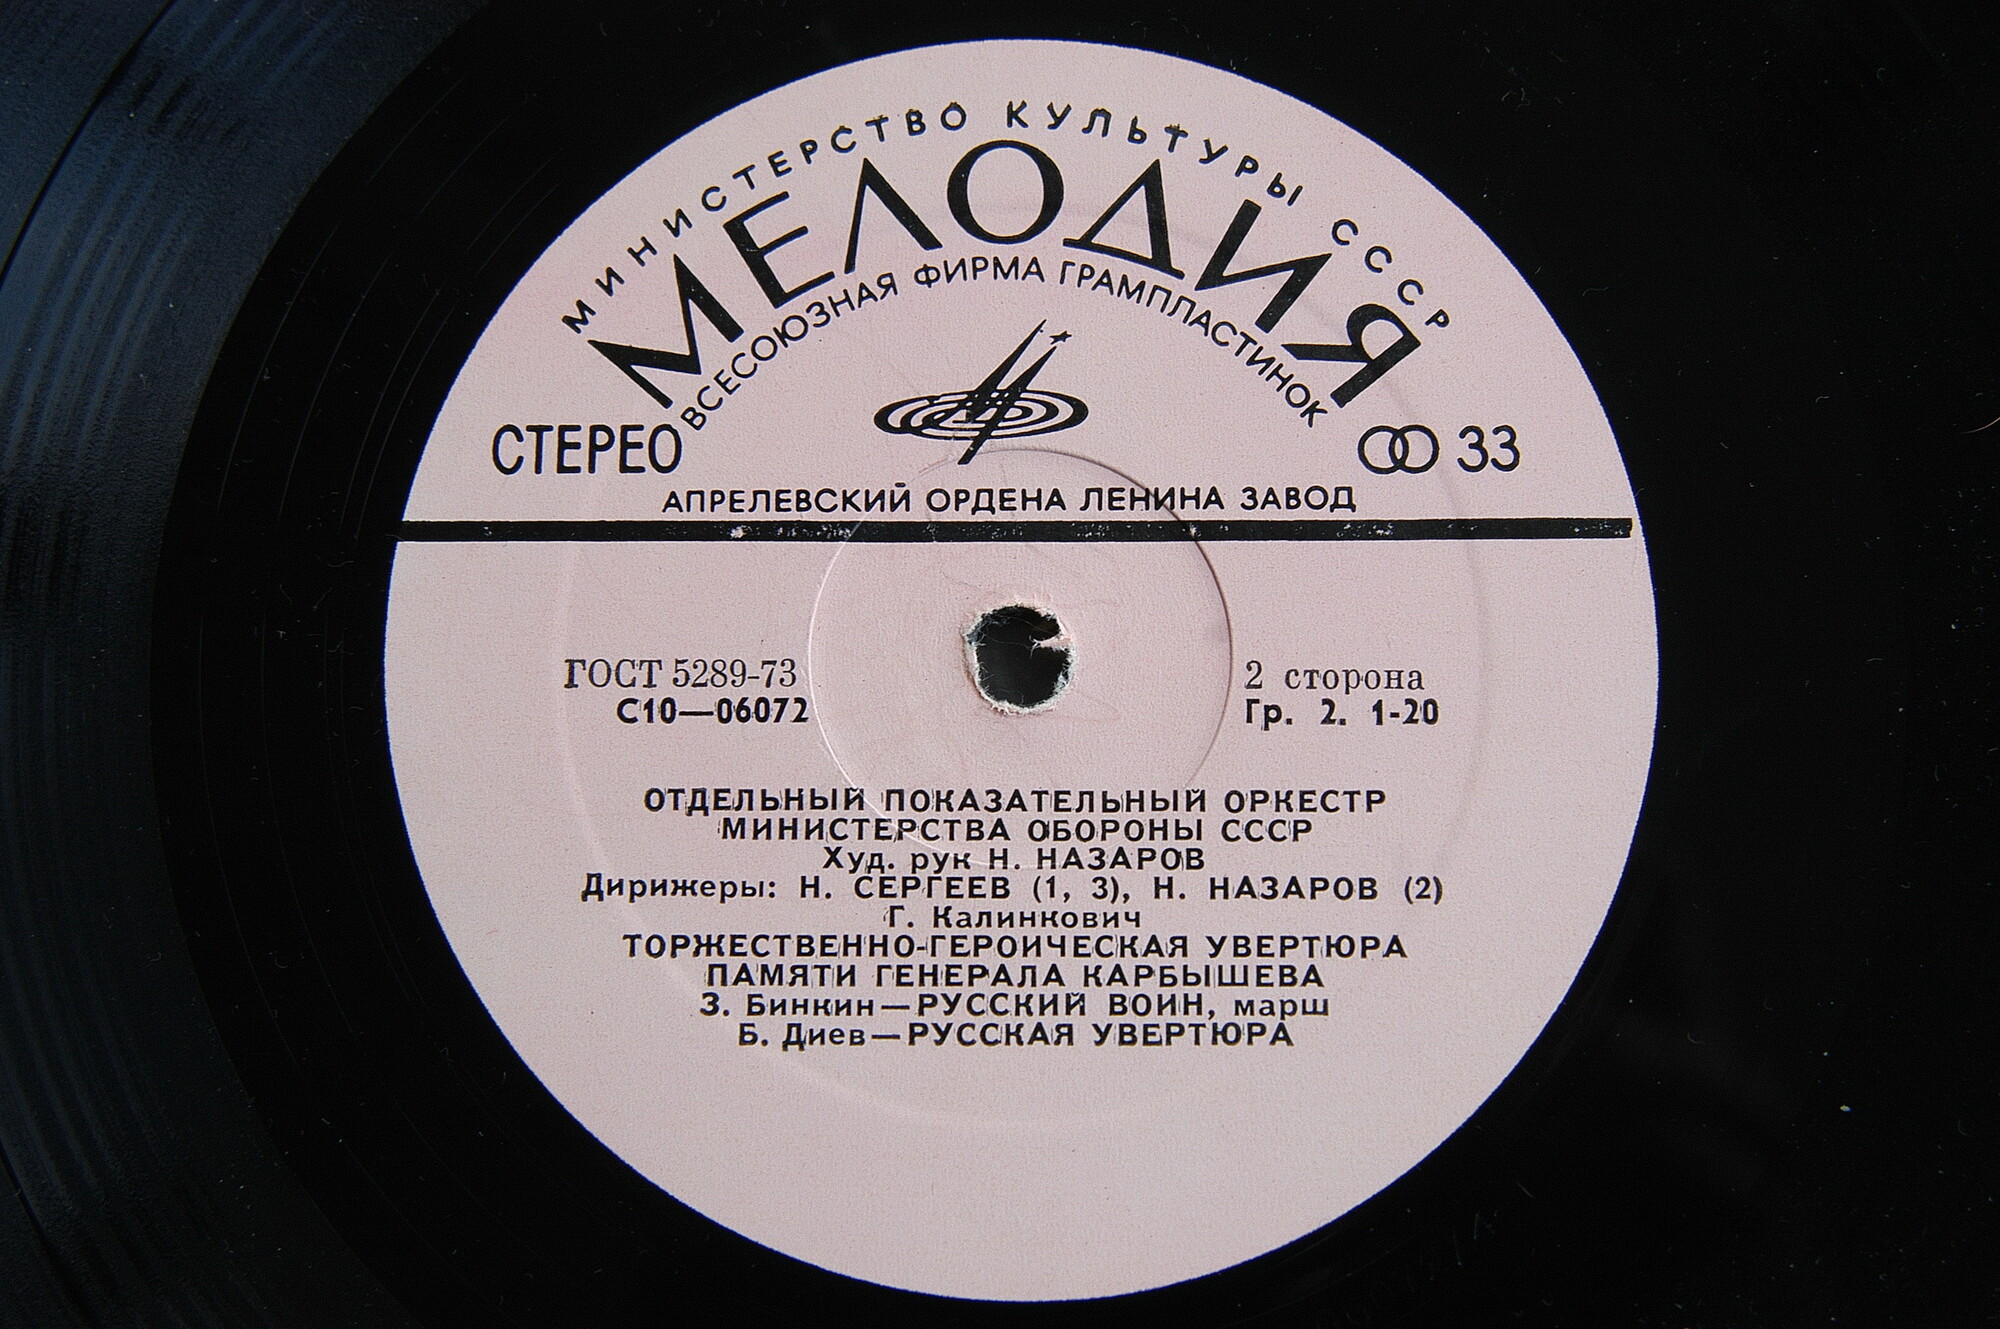 МИНИСТЕРСТВО КУЛЬТУРЫ СССР
МЕЛОДИЯ
ВСЕСОЮЗНАЯ ФИРМА ГРАМПЛАСТИНОК
СТЕРЕО
33
АПРЕЛЕВСКИЙ ОРДЕНА ЛЕНИНА ЗАВОД
ГОСТ 5289-73
2 сторона
С10—06072
Гр. 2. 1-20
ОТДЕЛЬНЫЙ ПОКАЗАТЕЛЬНЫЙ ОРКЕСТР
МИНИСТЕРСТВА ОБОРОНЫ СССР
Худ. рук Н. НАЗАРОВ
Дирижеры: Н. СЕРГЕЕВ (1, 3), Н. НАЗАРОВ (2)
Г. Калинкович
ТОРЖЕСТВЕННО-ГЕРОИЧЕСКАЯ УВЕРТЮРА
ПАМЯТИ ГЕНЕРАЛА КАРБЫШЕВА
З. Бинкин—РУССКИЙ ВОИН, марш
Б. Диев—РУССКАЯ УВЕРТЮРА